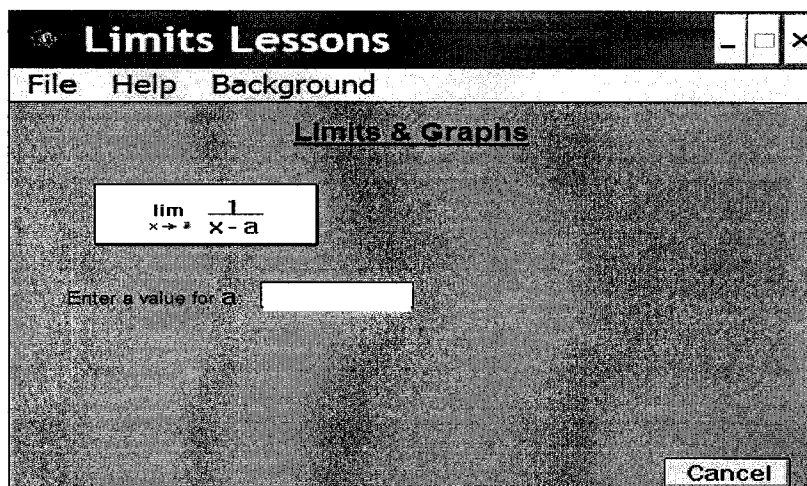 Limits Lessons
File Help Background
Limits & Graphs
lim x→a 1/(x - a)
Enter a value for a:
Cancel